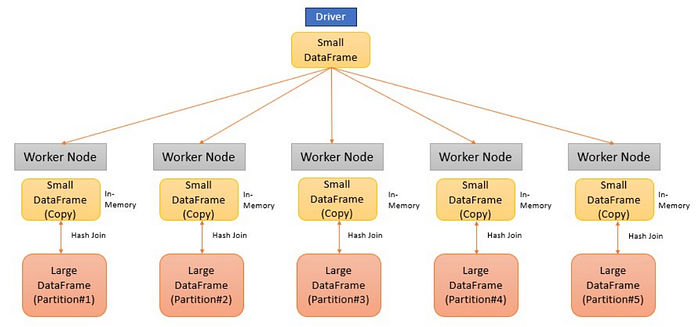 Driver
Small
DataFrame
Worker Node
Worker Node
Worker Node
Worker Node
Worker Node
Small
DataFrame
(Copy)
In-
Memory
Small
DataFrame
(Copy)
In-
Memory
Small
DataFrame
(Copy)
In-
Memory
Small
DataFrame
(Copy)
In-
Memory
Small
DataFrame
(Copy)
In-
Memory
Hash Join
Hash Join
Hash Join
Hash Join
Hash Join
Large
DataFrame
(Partition#1)
Large
DataFrame
(Partition#2)
Large
DataFrame
(Partition#3)
Large
DataFrame
(Partition#4)
Large
DataFrame
(Partition#5)